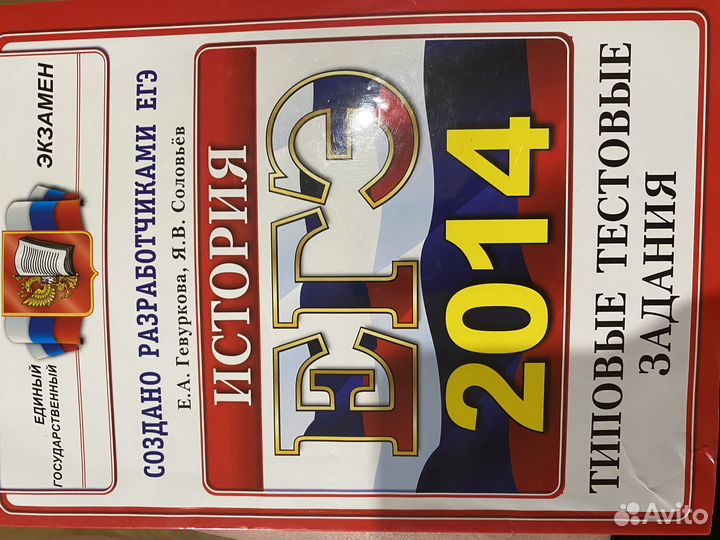 ЕДИНЫЙ
ГОСУДАРСТВЕННЫЙ
ЭКЗАМЕН
СОЗДАНО РАЗРАБОТЧИКАМИ ЕГЭ
Е.А. Гевуркова, Я.В. Соловьёв
ИСТОРИЯ
ЕГЭ
2014
ТИПОВЫЕ ТЕСТОВЫЕ
ЗАДАНИЯ
Avito